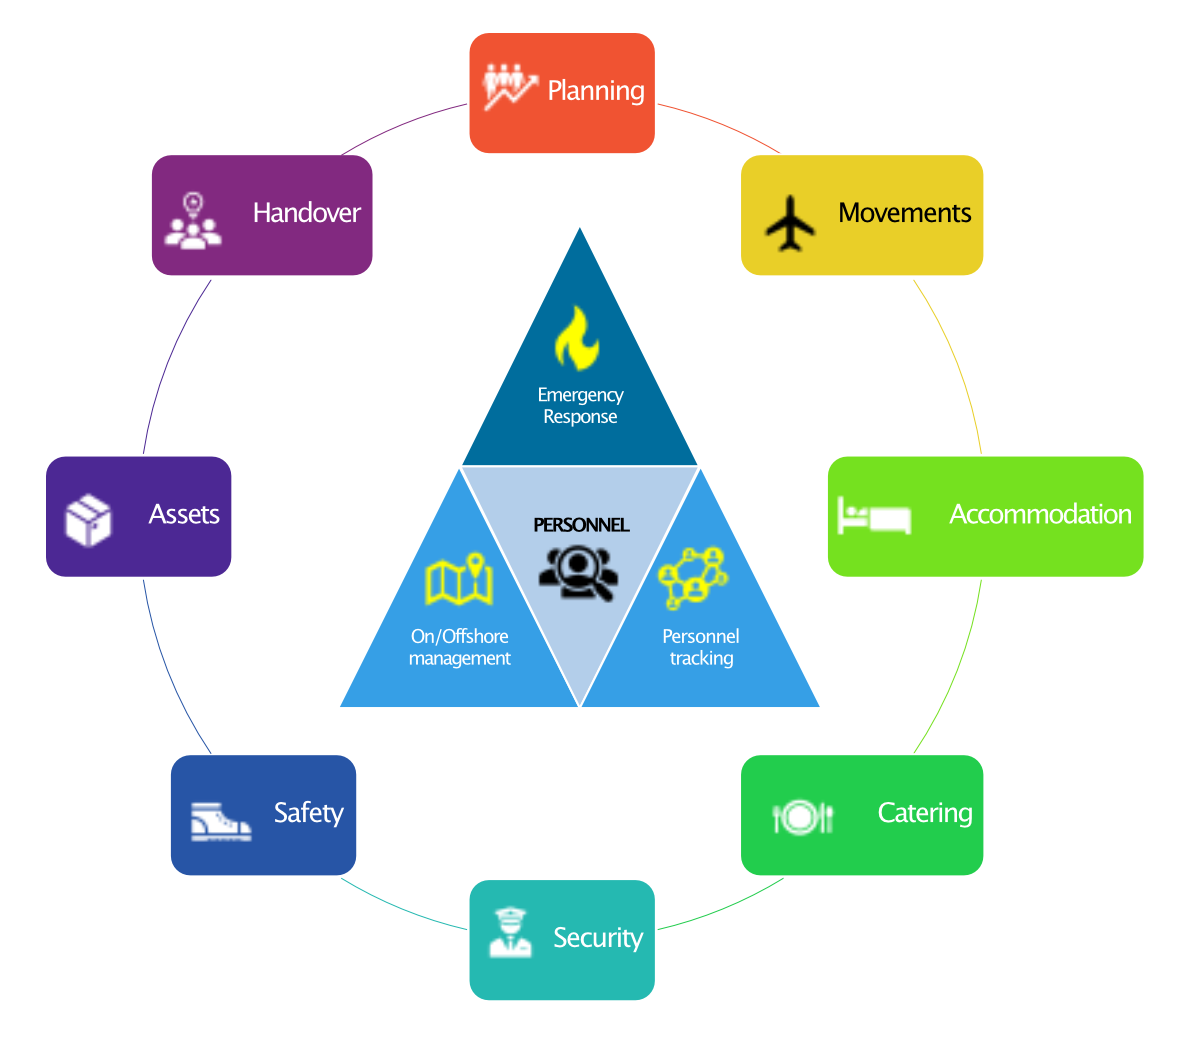 Planning
Handover
Movements
Emergency
Response
Assets
PERSONNEL
Accommodation
On/Offshore
management
Personnel
tracking
Safety
Catering
Security